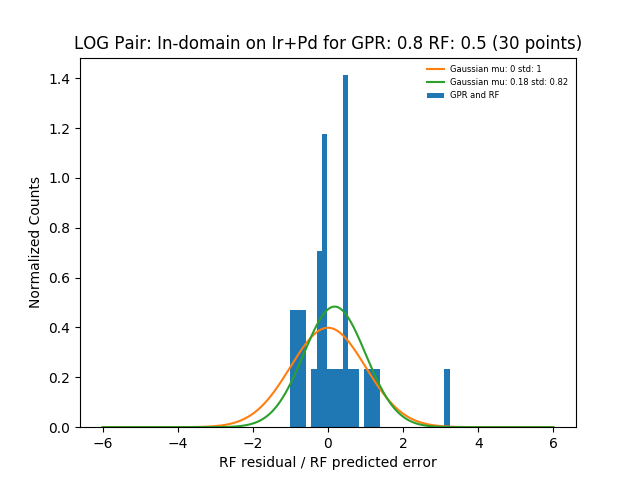 LOG Pair: In-domain on Ir+Pd for GPR: 0.8 RF: 0.5 (30 points)
Gaussian mu: 0 std: 1
Gaussian mu: 0.18 std: 0.82
GPR and RF
Normalized Counts
1.4
1.2
1.0
0.8
0.6
0.4
0.2
0.0
−6 −4 −2 0 2 4 6
RF residual / RF predicted error